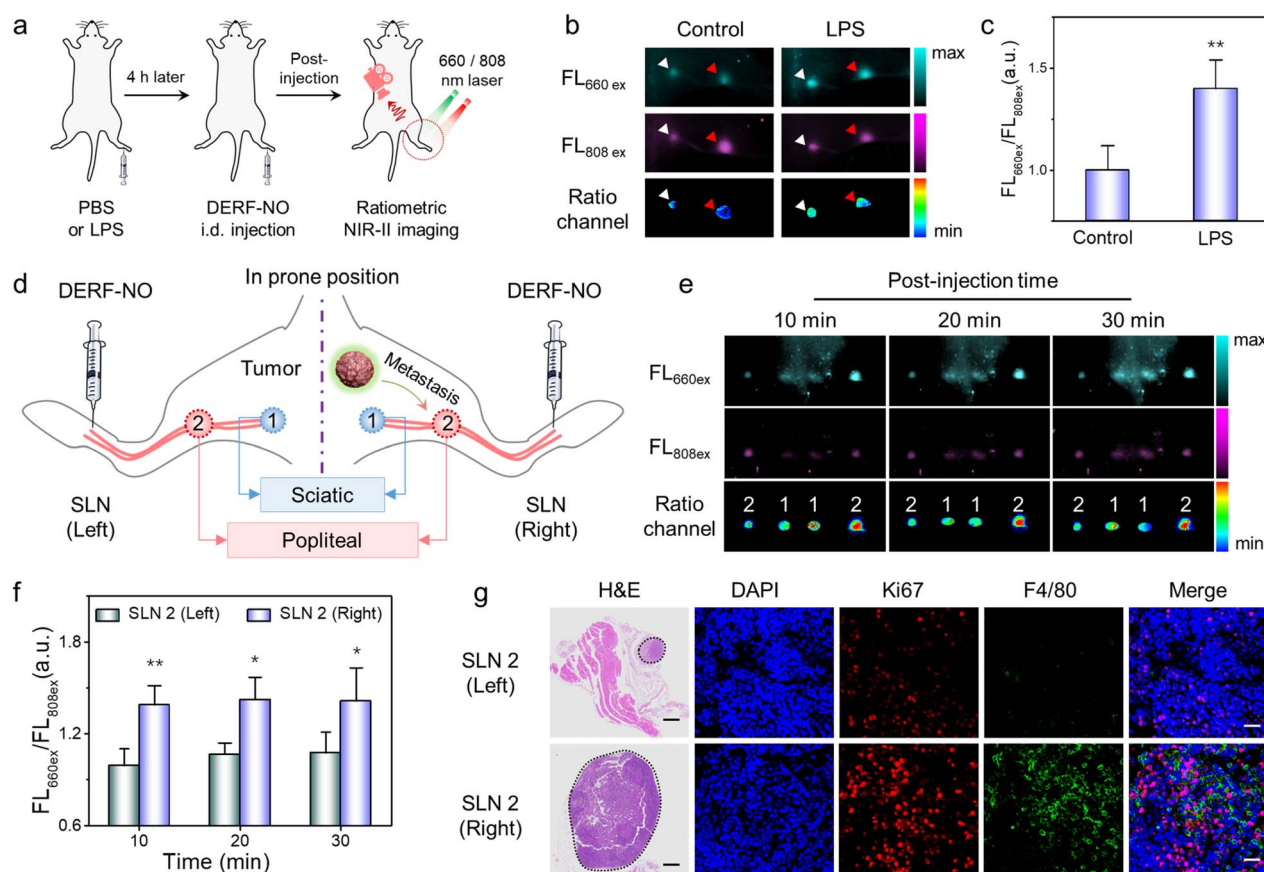 a
4 h later
Post-
injection
660 / 808
nm laser
PBS
or LPS
DERF-NO
i.d. injection
Ratiometric
NIR-II imaging
b
Control
LPS
FL660 ex
FL808 ex
Ratio
channel
max
min
c
FL660ex/FL808ex(a.u.)
1.5
1.0
**
Control
LPS
d
In prone position
DERF-NO
DERF-NO
Tumor
Metastasis
2
1
1
2
SLN
(Left)
Sciatic
Popliteal
SLN
(Right)
e
Post-injection time
10 min
20 min
30 min
FL660ex
FL808ex
Ratio
channel
2 1 1 2
2 1 1 2
2 1 1 2
max
min
f
SLN 2 (Left)
SLN 2 (Right)
FL660ex/FL808ex(a.u.)
1.8
1.2
0.6
**
*
*
10
20
30
Time (min)
g
H&E
DAPI
Ki67
F4/80
Merge
SLN 2
(Left)
SLN 2
(Right)